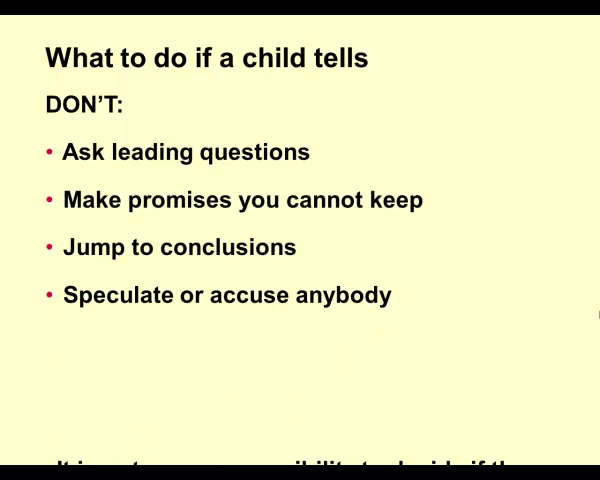 What to do if a child tells
DON'T:
• Ask leading questions
• Make promises you cannot keep
• Jump to conclusions
• Speculate or accuse anybody